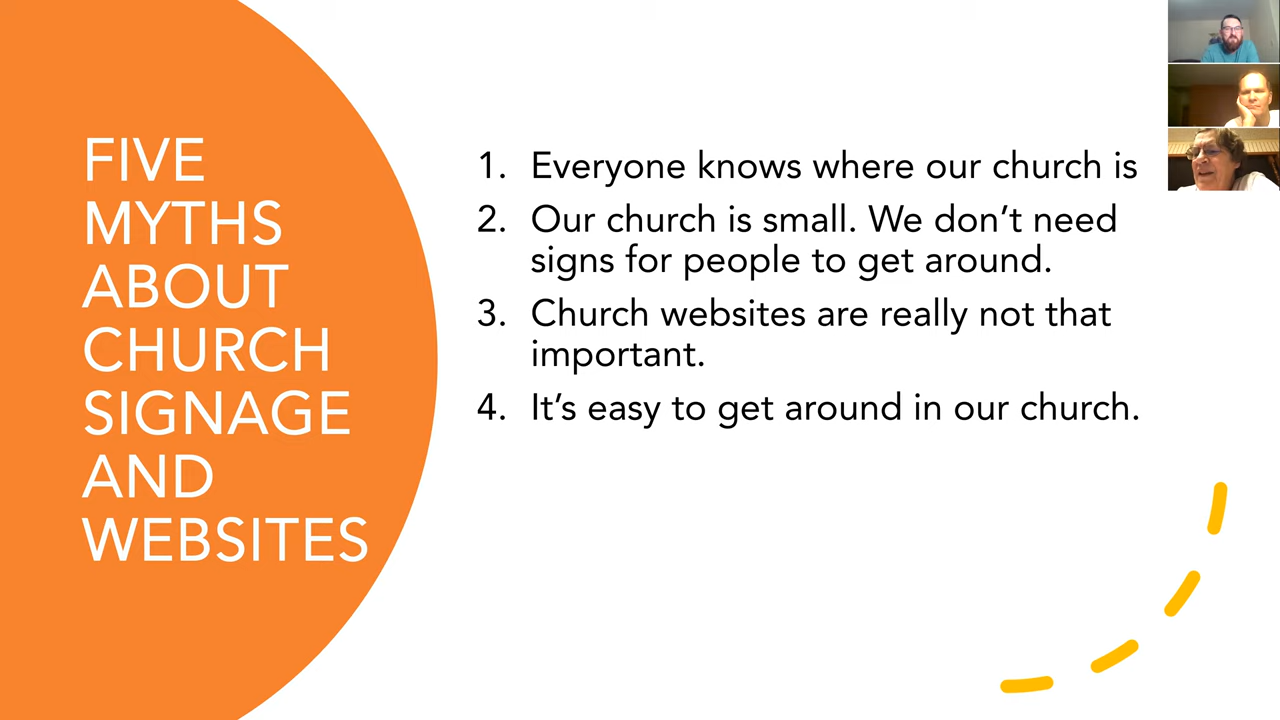 FIVE
MYTHS
ABOUT
CHURCH
SIGNAGE
AND
WEBSITES
1. Everyone knows where our church is
2. Our church is small. We don’t need
signs for people to get around.
3. Church websites are really not that
important.
4. It’s easy to get around in our church.